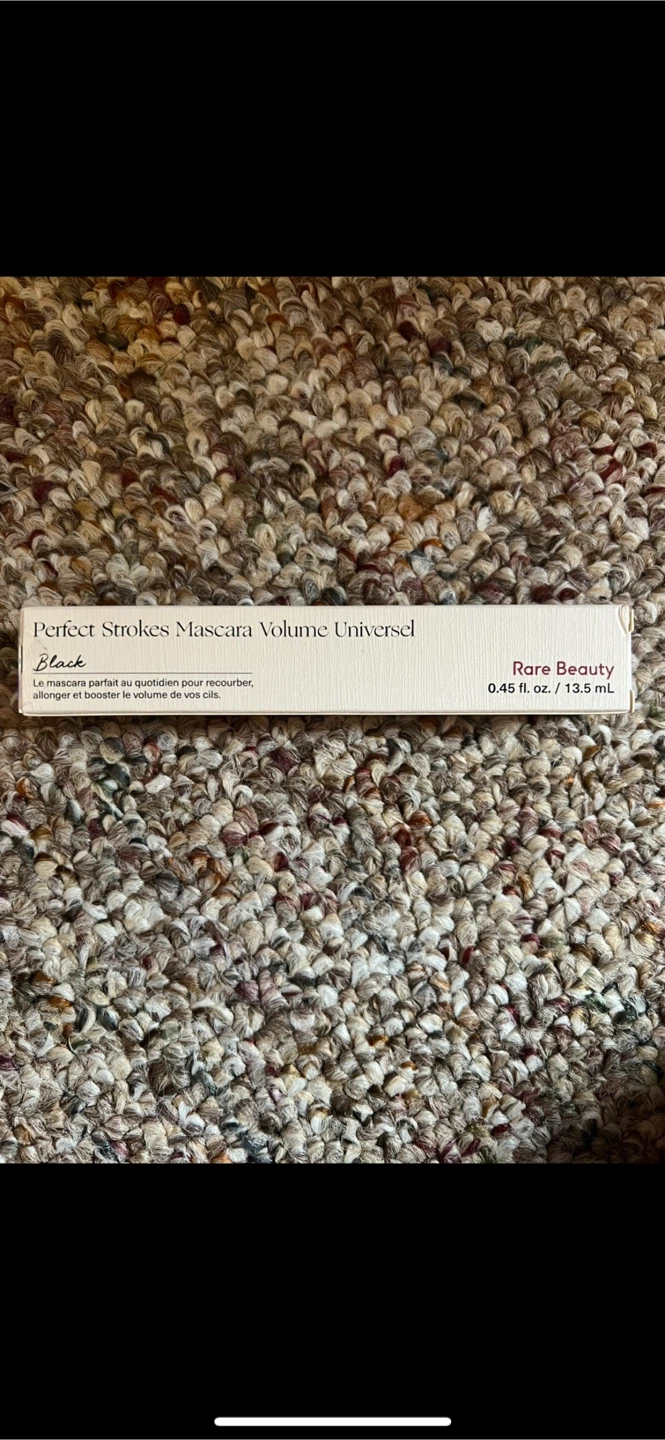 Perfect Strokes Mascara Volume Universel
Black
Le mascara parfait au quotidien pour recourber,
allonger et booster le volume de vos cils.
Rare Beauty
0.45 fl. oz. / 13.5 mL